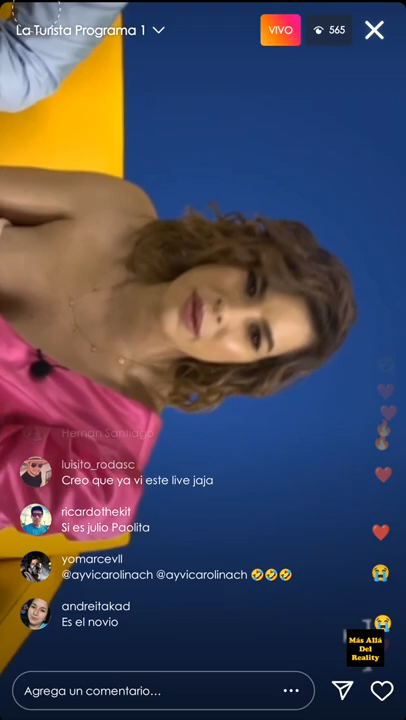 La Turista Programa 1
VIVO
565
Hernan Santiago
luisito_rodasc
Creo que ya vi este live jaja
ricardothekit
Si es julio Paolita
yomarcevll
@ayvicarolinach @ayvicarolinach 🤣🤣🤣
andreitakad
Es el novio
Más Allá
Del
Reality
Agrega un comentario...